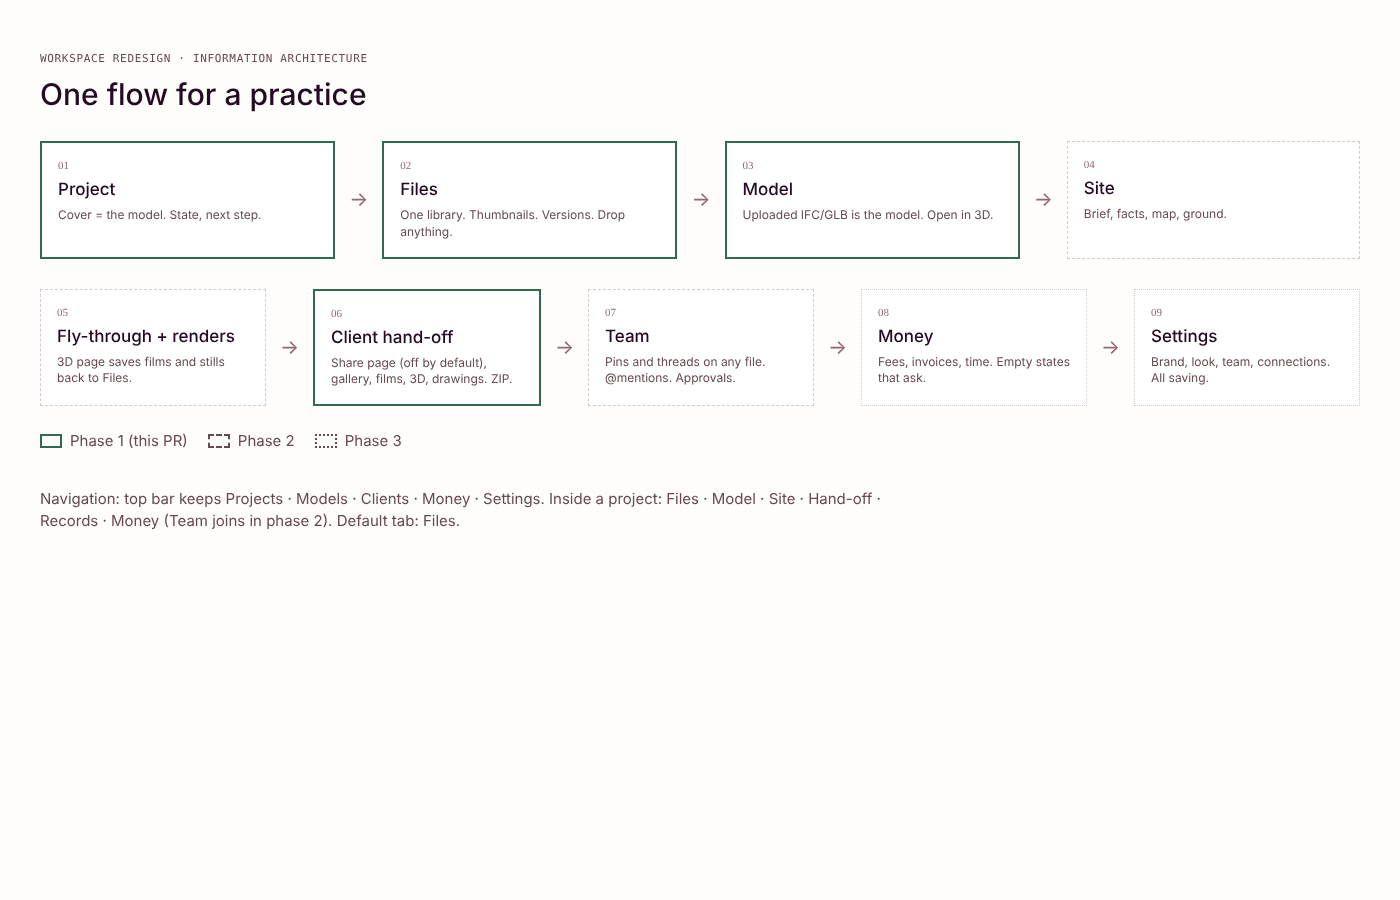 WORKSPACE REDESIGN · INFORMATION ARCHITECTURE
One flow for a practice
01
Project
Cover = the model. State, next step.
→
02
Files
One library. Thumbnails. Versions. Drop
anything.
→
03
Model
Uploaded IFC/GLB is the model. Open in 3D.
→
04
Site
Brief, facts, map, ground.
05
Fly-through + renders
3D page saves films and stills
back to Files.
→
06
Client hand-off
Share page (off by default),
gallery, films, 3D, drawings. ZIP.
→
07
Team
Pins and threads on any file.
@mentions. Approvals.
→
08
Money
Fees, invoices, time. Empty states
that ask.
→
09
Settings
Brand, look, team, connections.
All saving.
Phase 1 (this PR)
Phase 2
Phase 3
Navigation: top bar keeps Projects · Models · Clients · Money · Settings. Inside a project: Files · Model · Site · Hand-off ·
Records · Money (Team joins in phase 2). Default tab: Files.